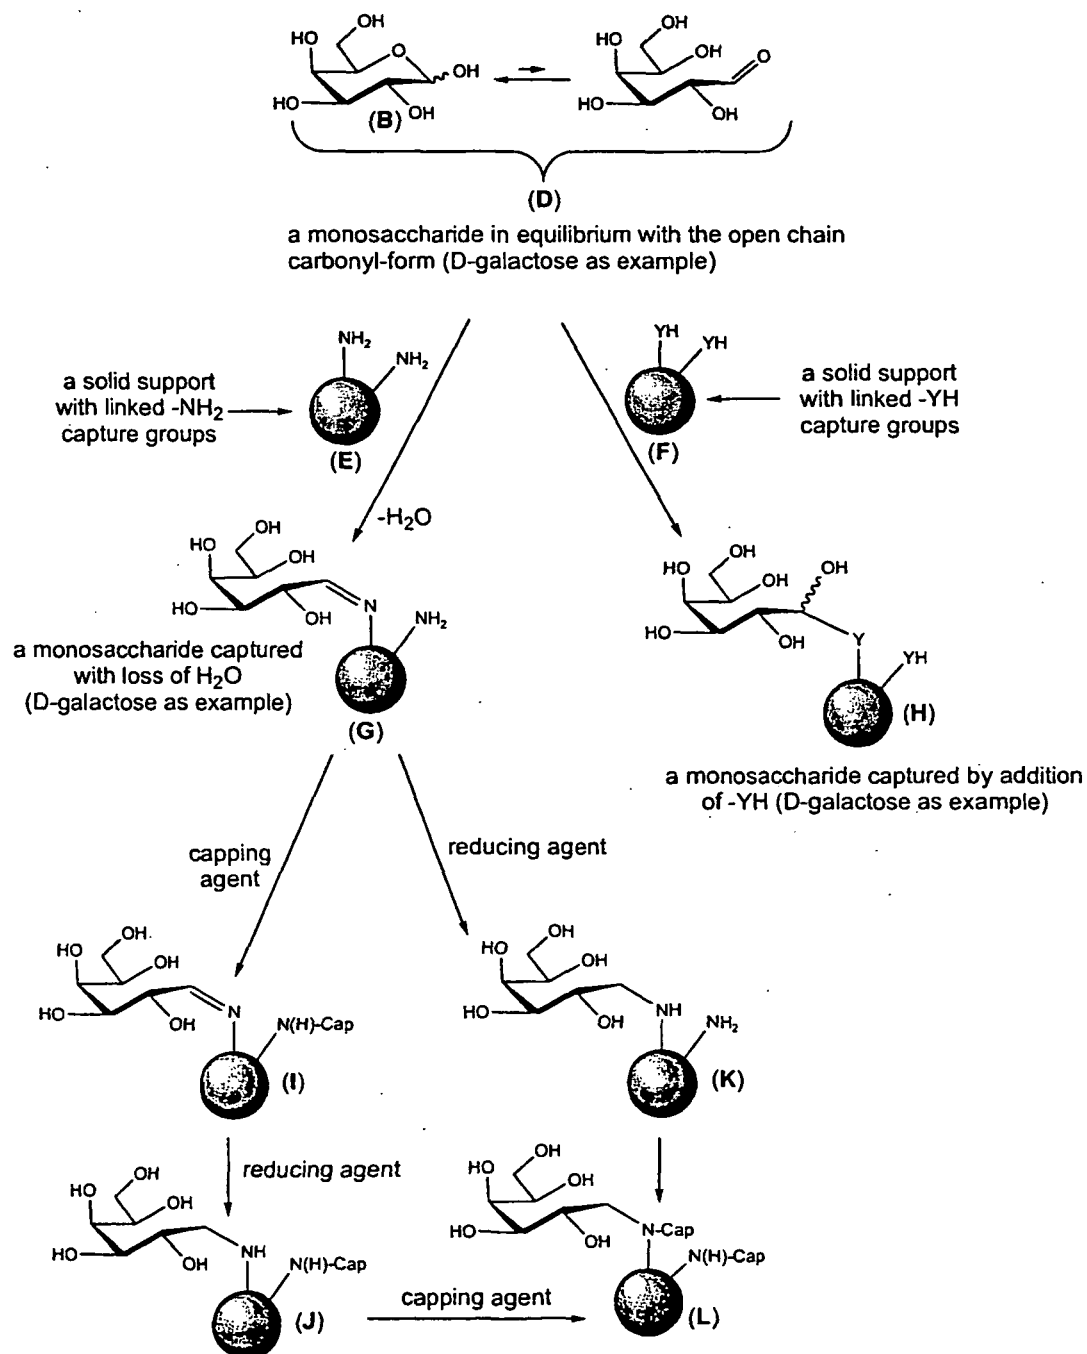 OH
HO
O
OH
HO
OH
(B)
OH
HO
OH
O
HO
OH
(D)
a monosaccharide in equilibrium with the open chain
carbonyl-form (D-galactose as example)
NH2
NH2
a solid support
with linked -NH2
capture groups
(E)
YH
YH
a solid support
with linked -YH
capture groups
(F)
-H2O
OH
HO
OH
HO
OH
N
NH2
a monosaccharide captured
with loss of H2O
(D-galactose as example)
(G)
OH
HO
OH
OH
HO
OH
Y
YH
(H)
a monosaccharide captured by addition
of -YH (D-galactose as example)
capping
agent
reducing agent
OH
HO
OH
HO
OH
N
N(H)-Cap
(I)
OH
HO
OH
HO
OH
NH
NH2
(K)
reducing agent
OH
HO
OH
HO
OH
NH
N(H)-Cap
(J)
capping agent
OH
HO
OH
HO
OH
N-Cap
N(H)-Cap
(L)